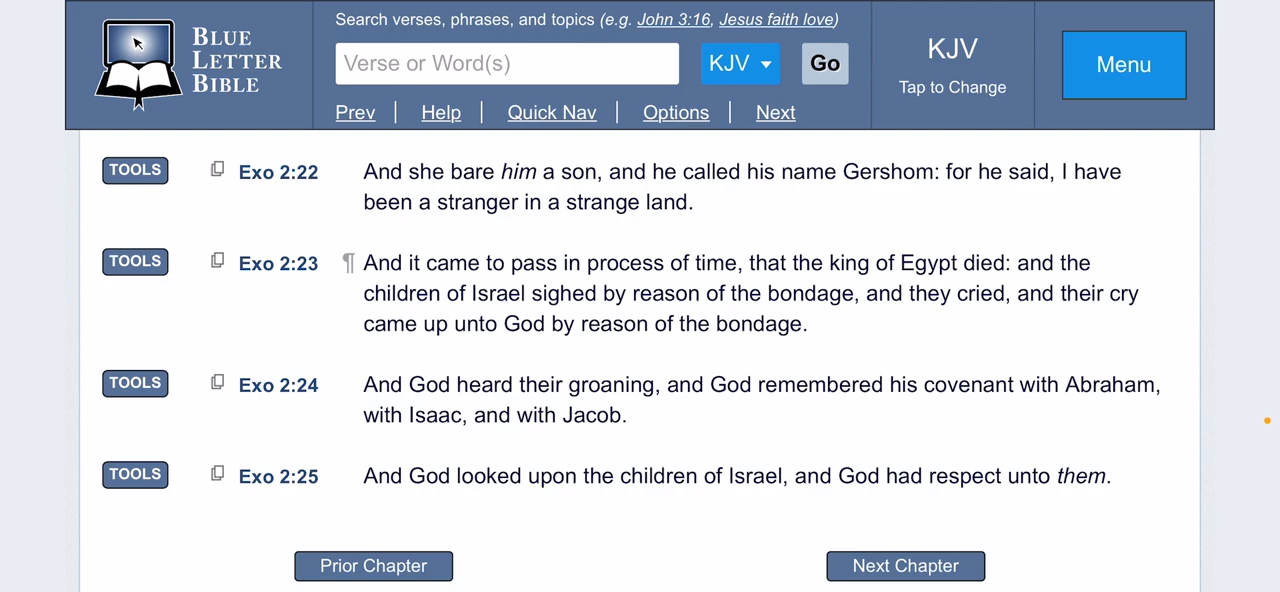 BLUE
LETTER
BIBLE
Search verses, phrases, and topics (e.g. John 3:16, Jesus faith love)
Verse or Word(s)
KJV
Go
Prev | Help | Quick Nav | Options | Next
KJV
Tap to Change
Menu
TOOLS Exo 2:22 And she bare him a son, and he called his name Gershom: for he said, I have
been a stranger in a strange land.
TOOLS Exo 2:23 ¶ And it came to pass in process of time, that the king of Egypt died: and the
children of Israel sighed by reason of the bondage, and they cried, and their cry
came up unto God by reason of the bondage.
TOOLS Exo 2:24 And God heard their groaning, and God remembered his covenant with Abraham,
with Isaac, and with Jacob.
TOOLS Exo 2:25 And God looked upon the children of Israel, and God had respect unto them.
Prior Chapter
Next Chapter